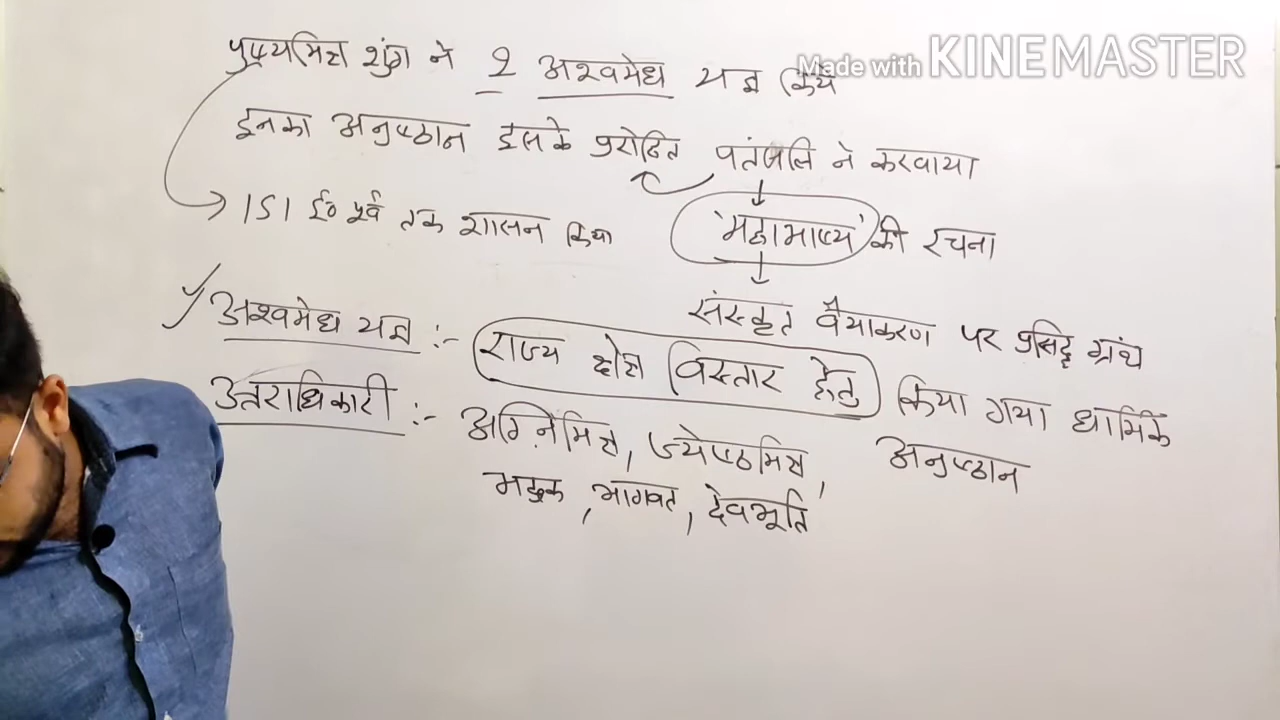 पुष्यमित्र शुंग ने 2 अश्वमेध यज्ञ किये
Made with KINEMASTER
इनका अनुष्ठान इसके पुरोहित पतंजलि ने करवाया
151 ई० पूर्व तक शासन किया
'महाभाष्य' की रचना
संस्कृत वैयाकरण पर प्रसिद्ध ग्रंथ
अश्वमेध यज्ञ :- राज्य क्षेत्र विस्तार हेतु किया गया धार्मिक अनुष्ठान
उत्तराधिकारी :- अग्निमित्र, ज्येष्ठमित्र,
भद्रक, भागवत, देवभूति